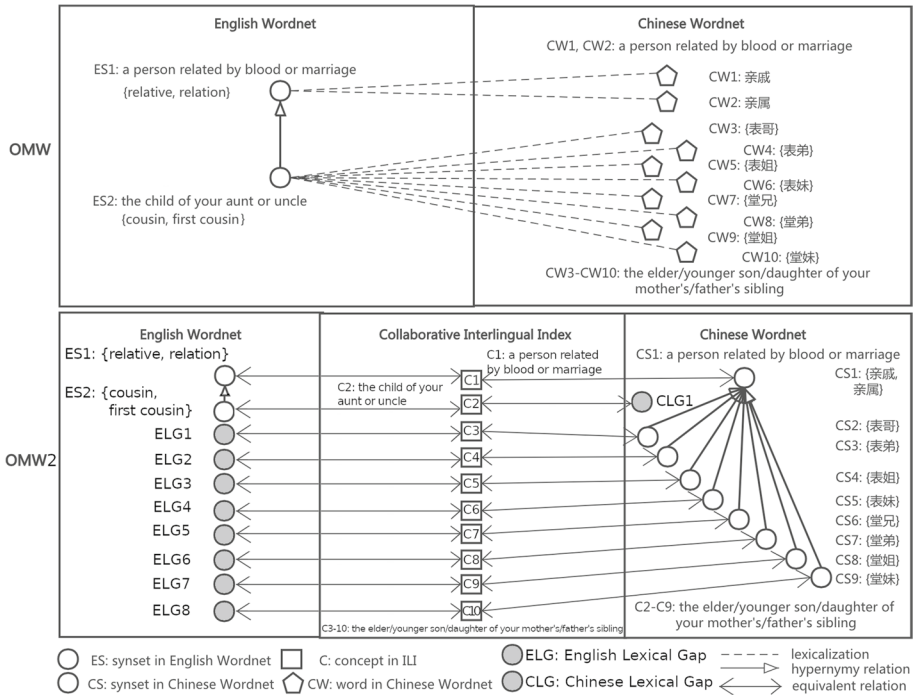 English Wordnet
Chinese Wordnet
CW1, CW2: a person related by blood or marriage
ES1: a person related by blood or marriage
{relative, relation}
CW1: 亲戚
CW2: 亲属
CW3: {表哥}
CW4: {表弟}
CW5: {表姐}
CW6: {表妹}
CW7: {堂兄}
CW8: {堂弟}
CW9: {堂姐}
CW10: {堂妹}
OMW
ES2: the child of your aunt or uncle
{cousin, first cousin}
CW3-CW10: the elder/younger son/daughter of your
mother's/father's sibling
English Wordnet
Collaborative Interlingual Index
Chinese Wordnet
ES1: {relative, relation}
C1: a person related
by blood or marriage
CS1: a person related by blood or marriage
C1
CS1: {亲戚,
亲属}
ES2: {cousin,
first cousin}
C2: the child of your
aunt or uncle
C2
CLG1
ELG1
C3
CS2: {表哥}
OMW2
ELG2
C4
CS3: {表弟}
ELG3
C5
CS4: {表姐}
ELG4
C6
CS5: {表妹}
ELG5
C7
CS6: {堂兄}
ELG6
C8
CS7: {堂弟}
ELG7
C9
CS8: {堂姐}
ELG8
C10
CS9: {堂妹}
C3-10: the elder/younger son/daughter of your mother's/father's sibling
C2-C9: the elder/younger son/daughter of
your mother's/father's sibling
ES: synset in English Wordnet
C: concept in ILI
ELG: English Lexical Gap
lexicalization
hypernymy relation
CS: synset in Chinese Wordnet
CW: word in Chinese Wordnet
CLG: Chinese Lexical Gap
equivalent relation